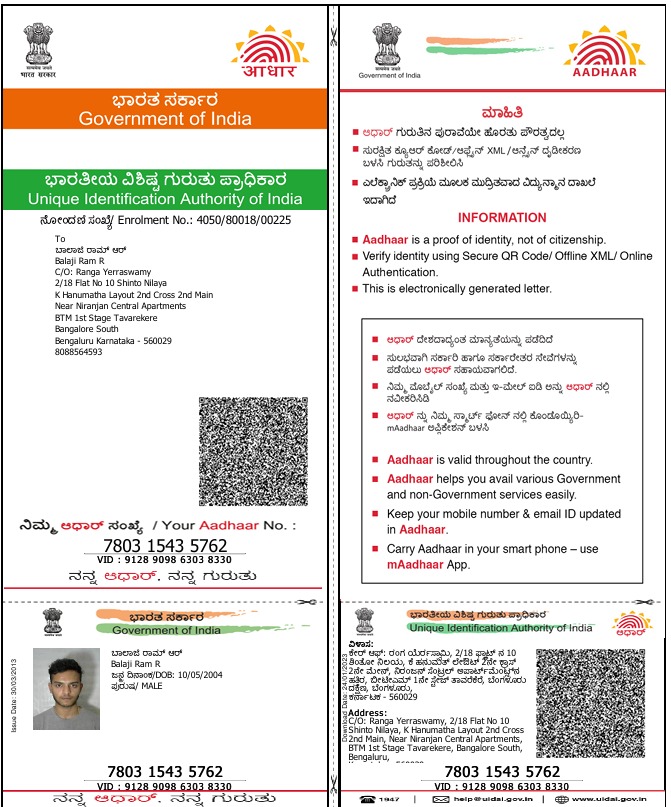 सत्यमेव जयते
भारत सरकार
आधार
ಭಾರತ ಸರ್ಕಾರ
Government of India
ಭಾರತೀಯ ವಿಶಿಷ್ಟ ಗುರುತು ಪ್ರಾಧಿಕಾರ
Unique Identification Authority of India
ನೋಂದಣಿ ಸಂಖ್ಯೆ/ Enrolment No.: 4050/80018/00225
To
ಬಾಲಾಜಿ ರಾಮ್ ಆರ್
Balaji Ram R
C/O: Ranga Yerraswamy
2/18 Flat No 10 Shinto Nilaya
K Hanumatha Layout 2nd Cross 2nd Main
Near Niranjan Central Apartments
BTM 1st Stage Tavarekere
Bangalore South
Bengaluru Karnataka - 560029
8088564593
ನಿಮ್ಮ ಆಧಾರ್ ಸಂಖ್ಯೆ / Your Aadhaar No. :
7803 1543 5762
VID : 9128 9098 6303 8330
ನನ್ನ ಆಧಾರ್, ನನ್ನ ಗುರುತು
Government of India
AADHAAR
ಮಾಹಿತಿ
ಆಧಾರ್ ಗುರುತಿನ ಪುರಾವೆಯೇ ಹೊರತು ಪೌರತ್ವದಲ್ಲ
ಸುರಕ್ಷಿತ ಕ್ಯೂಆರ್ ಕೋಡ್/ಆಫ್ಲೈನ್ XML /ಆನ್ಲೈನ್ ದೃಢೀಕರಣ
ಬಳಸಿ ಗುರುತನ್ನು ಪರಿಶೀಲಿಸಿ
ಎಲೆಕ್ಟ್ರಾನಿಕ್ ಪ್ರಕ್ರಿಯೆ ಮೂಲಕ ಮುದ್ರಿತವಾದ ವಿದ್ಯುನ್ಮಾನ ದಾಖಲೆ
ಇದಾಗಿದೆ
INFORMATION
Aadhaar is a proof of identity, not of citizenship.
Verify identity using Secure QR Code/ Offline XML/ Online
Authentication.
This is electronically generated letter.
ಆಧಾರ್ ದೇಶದಾದ್ಯಂತ ಮಾನ್ಯತೆಯನ್ನು ಪಡೆದಿದೆ
ಸುಲಭವಾಗಿ ಸರ್ಕಾರಿ ಹಾಗೂ ಸರ್ಕಾರೇತರ ಸೇವೆಗಳನ್ನು
ಪಡೆಯಲು ಆಧಾರ್ ಸಹಾಯವಾಗಲಿದೆ.
ನಿಮ್ಮ ಮೊಬೈಲ್ ಸಂಖ್ಯೆ ಮತ್ತು ಇ-ಮೇಲ್ ಐಡಿ ಅನ್ನು ಆಧಾರ್ ನಲ್ಲಿ
ನವೀಕರಿಸಿಡಿ
ಆಧಾರ್ ನ್ನು ನಿಮ್ಮ ಸ್ಮಾರ್ಟ್ ಫೋನ್ ನಲ್ಲಿ ಕೊಂಡೊಯ್ಯಿರಿ-
mAadhaar ಅಪ್ಲಿಕೇಶನ್ ಬಳಸಿ
Aadhaar is valid throughout the country.
Aadhaar helps you avail various Government
and non-Government services easily.
Keep your mobile number & email ID updated
in Aadhaar.
Carry Aadhaar in your smart phone – use
mAadhaar App.
ಭಾರತ ಸರ್ಕಾರ
Government of India
Issue Date: 30/03/2013
ಬಾಲಾಜಿ ರಾಮ್ ಆರ್
Balaji Ram R
ಜನ್ಮ ದಿನಾಂಕ/DOB: 10/05/2004
ಪುರುಷ/ MALE
7803 1543 5762
VID : 9128 9098 6303 8330
ನನ್ನ ಆಧಾರ್, ನನ್ನ ಗುರುತು
ಭಾರತೀಯ ವಿಶಿಷ್ಟ ಗುರುತು ಪ್ರಾಧಿಕಾರ
Unique Identification Authority of India
ಆಧಾರ್
Download Date: 24/01/2023
ವಿಳಾಸ:
ಕೇರ್ ಆಫ್: ರಂಗ ಯೆರ್ರಸಾಮಿ, 2/18 ಫ್ಲಾಟ್ ನ 10
ಶಿಂತೋ ನಿಲಯ, ಕೆ ಹನುಮಂತ ಲೇಔಟ್ 2ನೇ ಕ್ರಾಸ್
2ನೇ ಮೇನ್, ನಿರಂಜನ್ ಸೆಂಟ್ರಲ್ ಅಪಾರ್ಟ್ಮೆಂಟ್ಸ್‌ನ
ಹತ್ತಿರ, ಬೀಟಿಎಮ್ 1ನೇ ಸ್ಟೇಜ್ ತಾವರೆಕೆರೆ, ಬೆಂಗಳೂರು
ದಕ್ಷಿಣ, ಬೆಂಗಳೂರು,
ಕರ್ನಾಟಕ - 560029
Address:
C/O: Ranga Yerraswamy, 2/18 Flat No 10
Shinto Nilaya, K Hanumatha Layout 2nd Cross
2nd Main, Near Niranjan Central Apartments,
BTM 1st Stage Tavarekere, Bangalore South,
Bengaluru,
7803 1543 5762
VID : 9128 9098 6303 8330
1947 | help@uidai.gov.in | www.uidai.gov.in